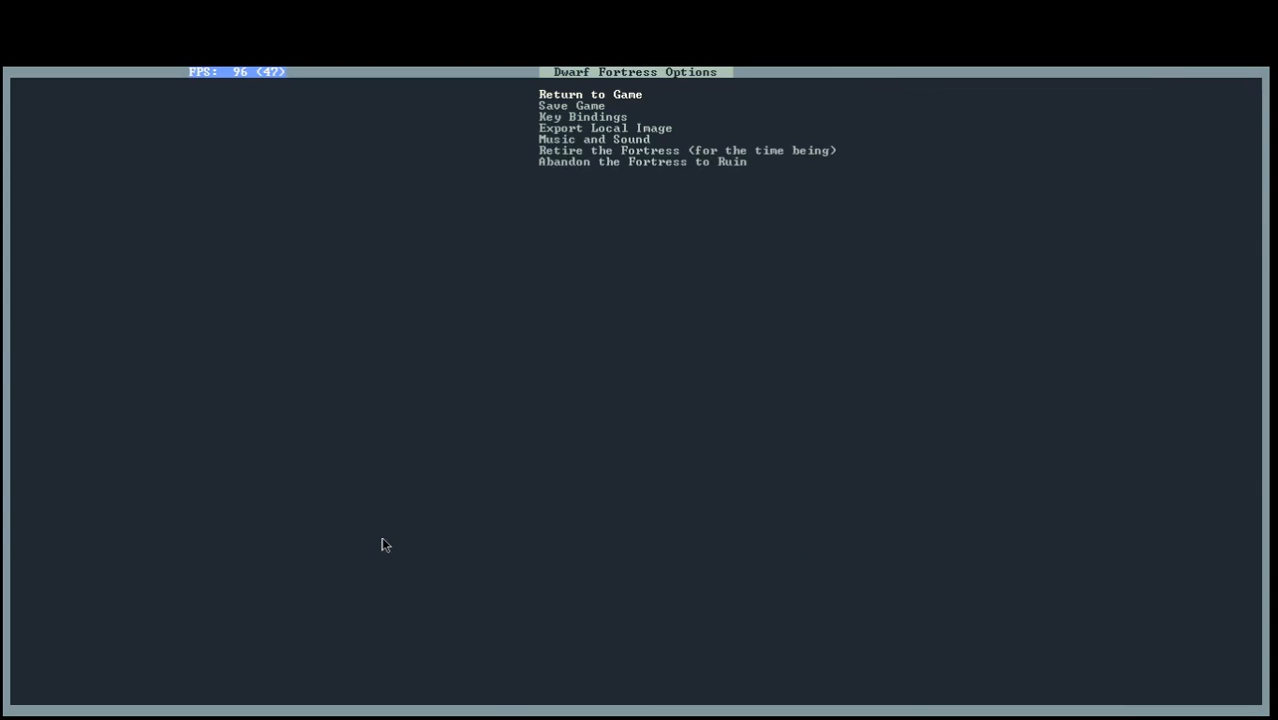 FPS: 96 (47) Dwarf Fortress Options
Return to Game
Save Game
Key Bindings
Export Local Image
Music and Sound
Retire the Fortress (for the time being)
Abandon the Fortress to Ruin